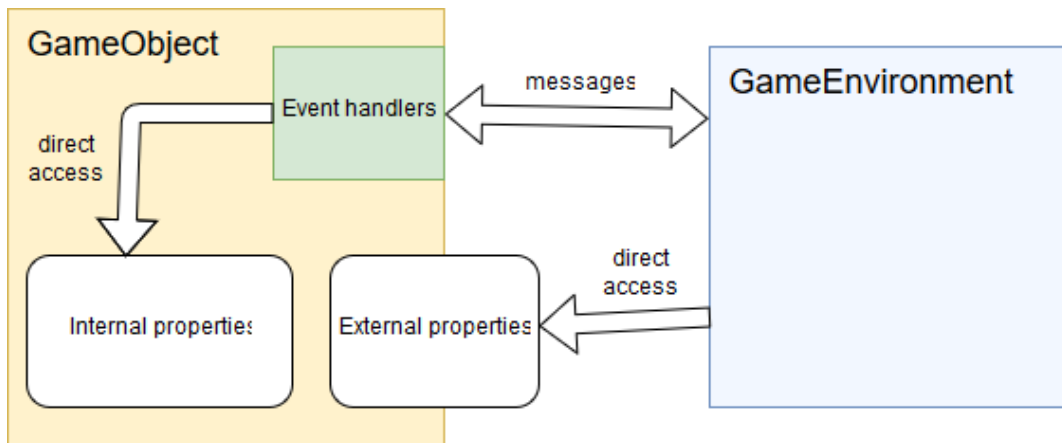 GameObject
Event handlers
messages
GameEnvironment
direct
access
direct
access
Internal properties
External properties